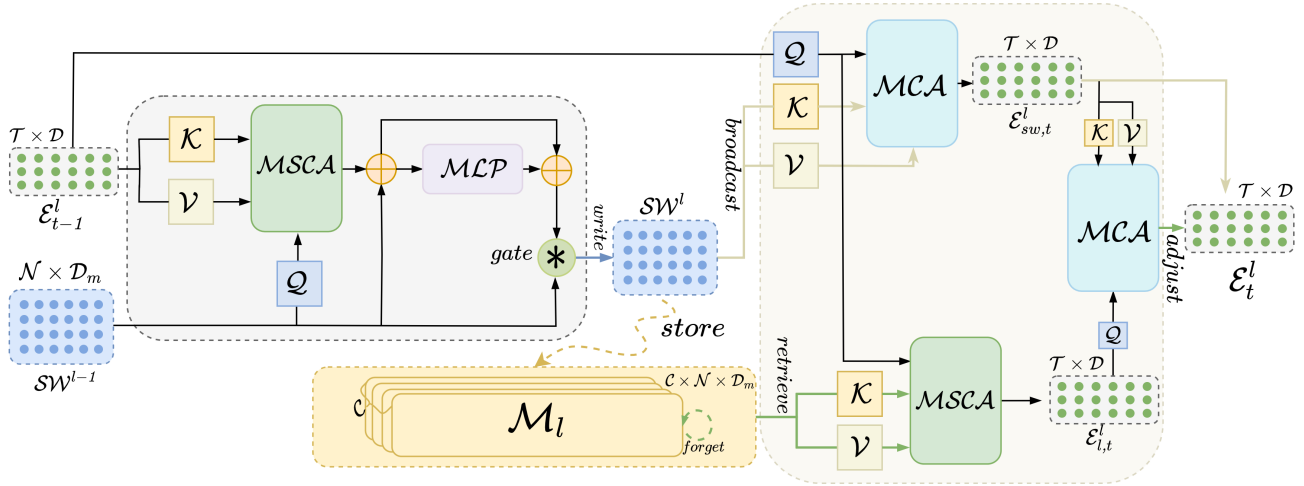 𝒯 × 𝒟
ℰ^l_{t−1}
𝒩 × 𝒟_m
𝒮𝒲^{l−1}
𝒦
𝒱
ℳ𝒮𝒞𝒜
𝒬
ℳℒ𝒫
gate
*
write
𝒮𝒲^l
store
broadcast
𝒞
ℳ_l
𝒞 × 𝒩 × 𝒟_m
forget
retrieve
𝒬
𝒦
𝒱
ℳ𝒞𝒜
𝒯 × 𝒟
ℰ^l_{sw,t}
𝒦
𝒱
ℳ𝒞𝒜
𝒬
𝒦
𝒱
ℳ𝒮𝒞𝒜
𝒯 × 𝒟
ℰ^l_{l,t}
adjust
𝒯 × 𝒟
ℰ^l_t